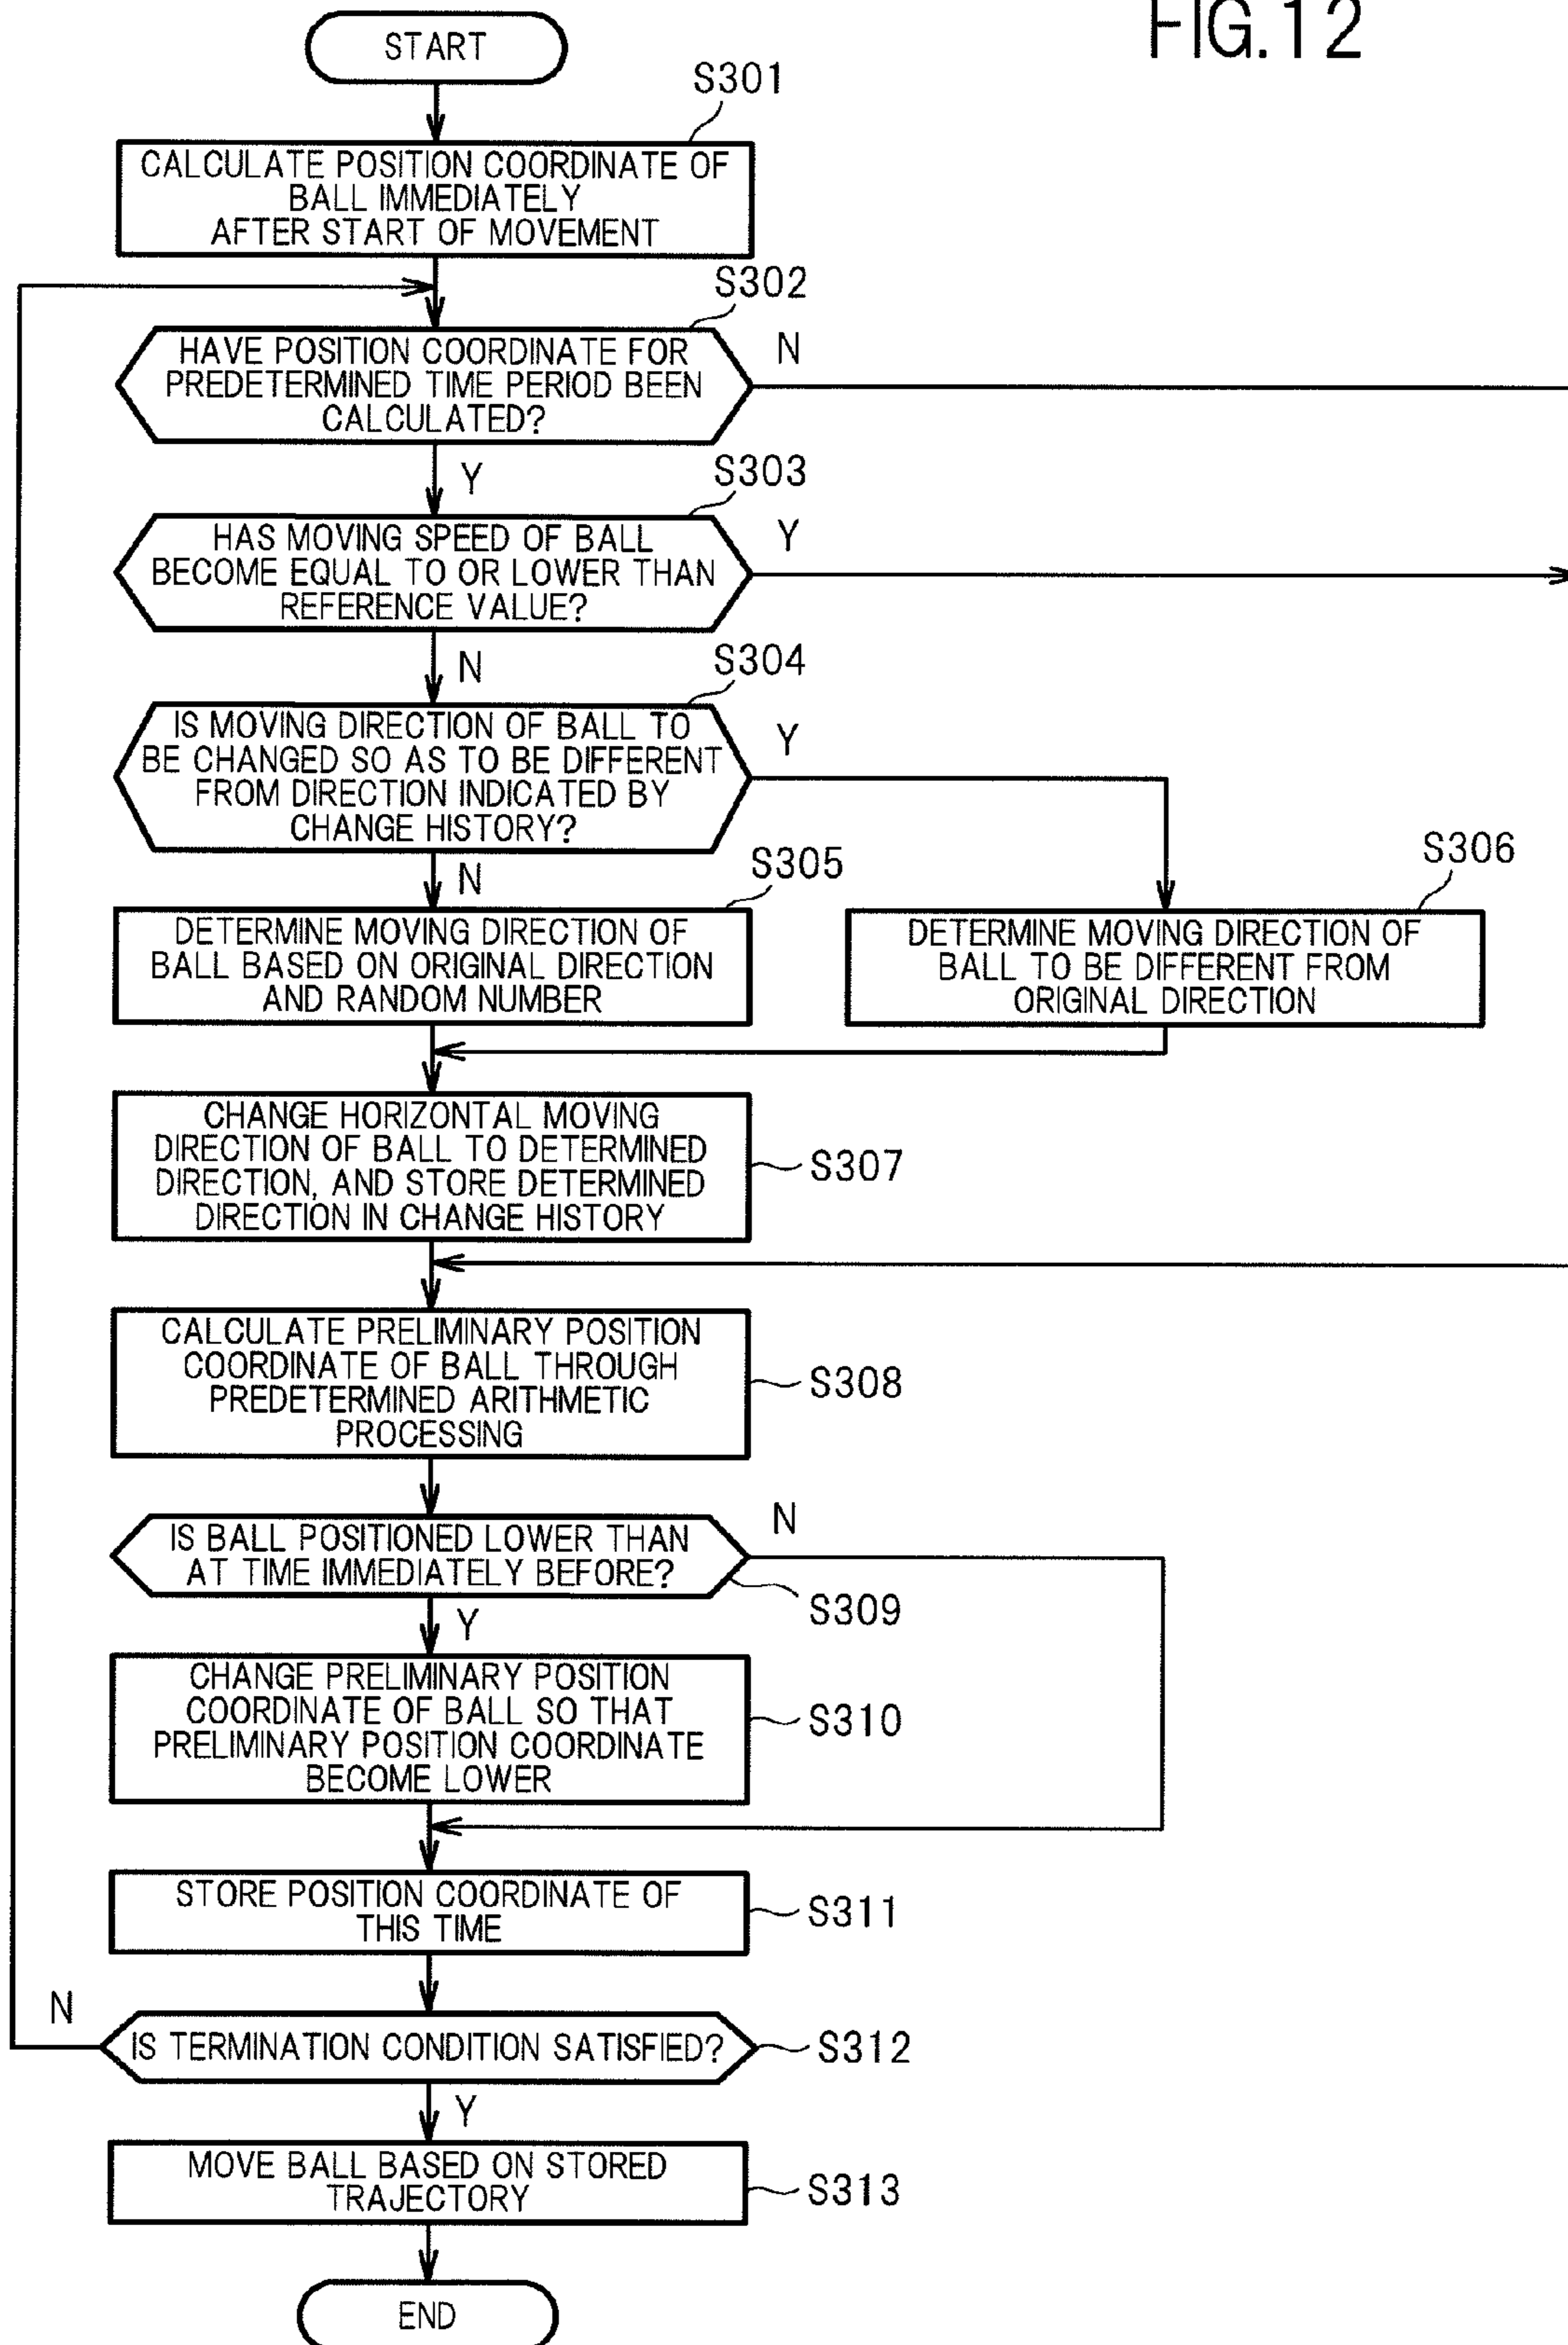 FIG.12
START
S301
CALCULATE POSITION COORDINATE OF
BALL IMMEDIATELY
AFTER START OF MOVEMENT
S302
HAVE POSITION COORDINATE FOR
PREDETERMINED TIME PERIOD BEEN
CALCULATED?
N
Y
S303
HAS MOVING SPEED OF BALL
BECOME EQUAL TO OR LOWER THAN
REFERENCE VALUE?
Y
N
S304
IS MOVING DIRECTION OF BALL TO
BE CHANGED SO AS TO BE DIFFERENT
FROM DIRECTION INDICATED BY
CHANGE HISTORY?
Y
N
S305
DETERMINE MOVING DIRECTION OF
BALL BASED ON ORIGINAL DIRECTION
AND RANDOM NUMBER
S306
DETERMINE MOVING DIRECTION OF
BALL TO BE DIFFERENT FROM
ORIGINAL DIRECTION
CHANGE HORIZONTAL MOVING
DIRECTION OF BALL TO DETERMINED
DIRECTION, AND STORE DETERMINED
DIRECTION IN CHANGE HISTORY
S307
CALCULATE PRELIMINARY POSITION
COORDINATE OF BALL THROUGH
PREDETERMINED ARITHMETIC
PROCESSING
S308
IS BALL POSITIONED LOWER THAN
AT TIME IMMEDIATELY BEFORE?
N
S309
Y
CHANGE PRELIMINARY POSITION
COORDINATE OF BALL SO THAT
PRELIMINARY POSITION COORDINATE
BECOME LOWER
S310
STORE POSITION COORDINATE OF
THIS TIME
S311
N
IS TERMINATION CONDITION SATISFIED?
S312
Y
MOVE BALL BASED ON STORED
TRAJECTORY
S313
END